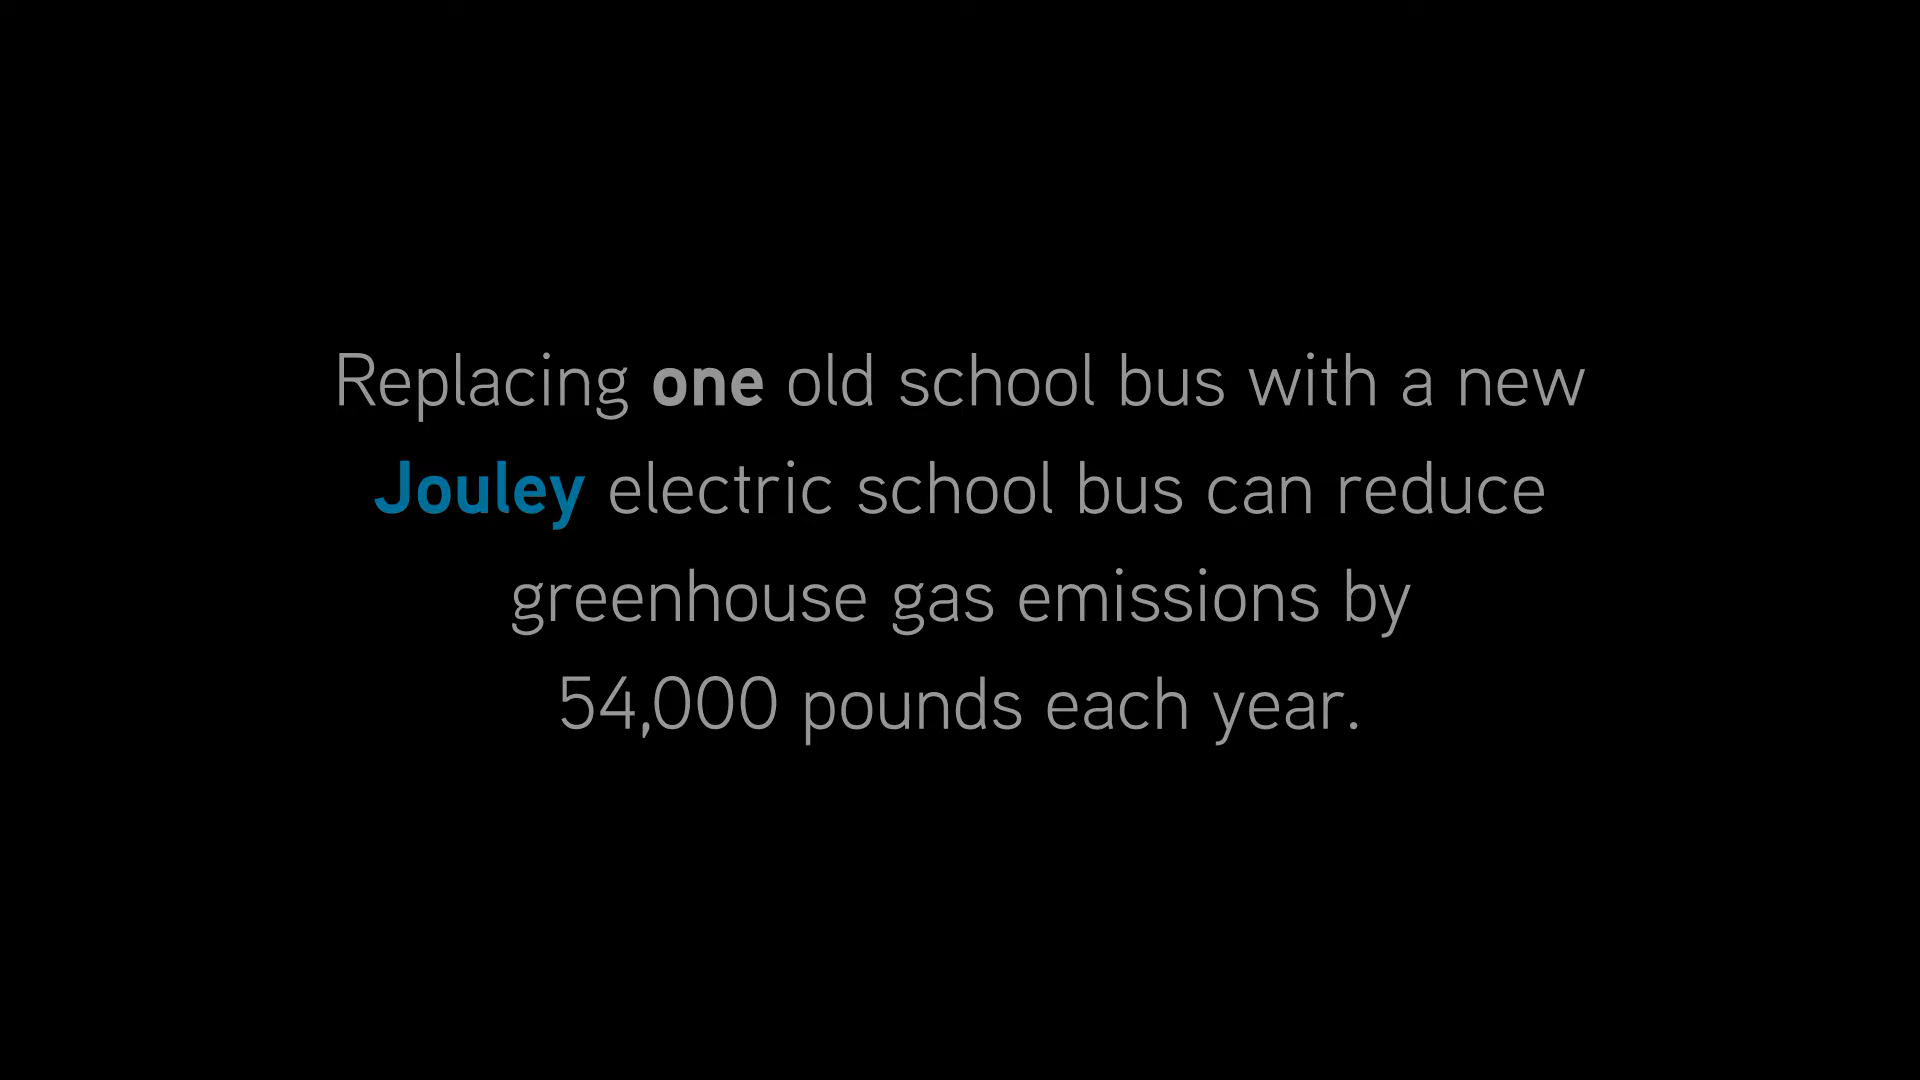 Replacing one old school bus with a new
Jouley electric school bus can reduce
greenhouse gas emissions by
54,000 pounds each year.